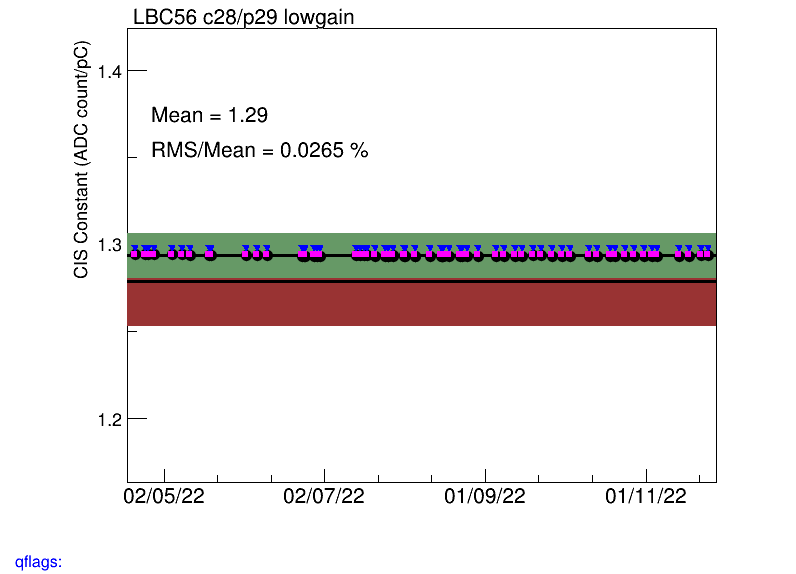 LBC56 c28/p29 lowgain
CIS Constant (ADC count/pC)
1.4
Mean = 1.29
RMS/Mean = 0.0265 %
1.3
1.2
02/05/22 02/07/22 01/09/22 01/11/22
qflags: